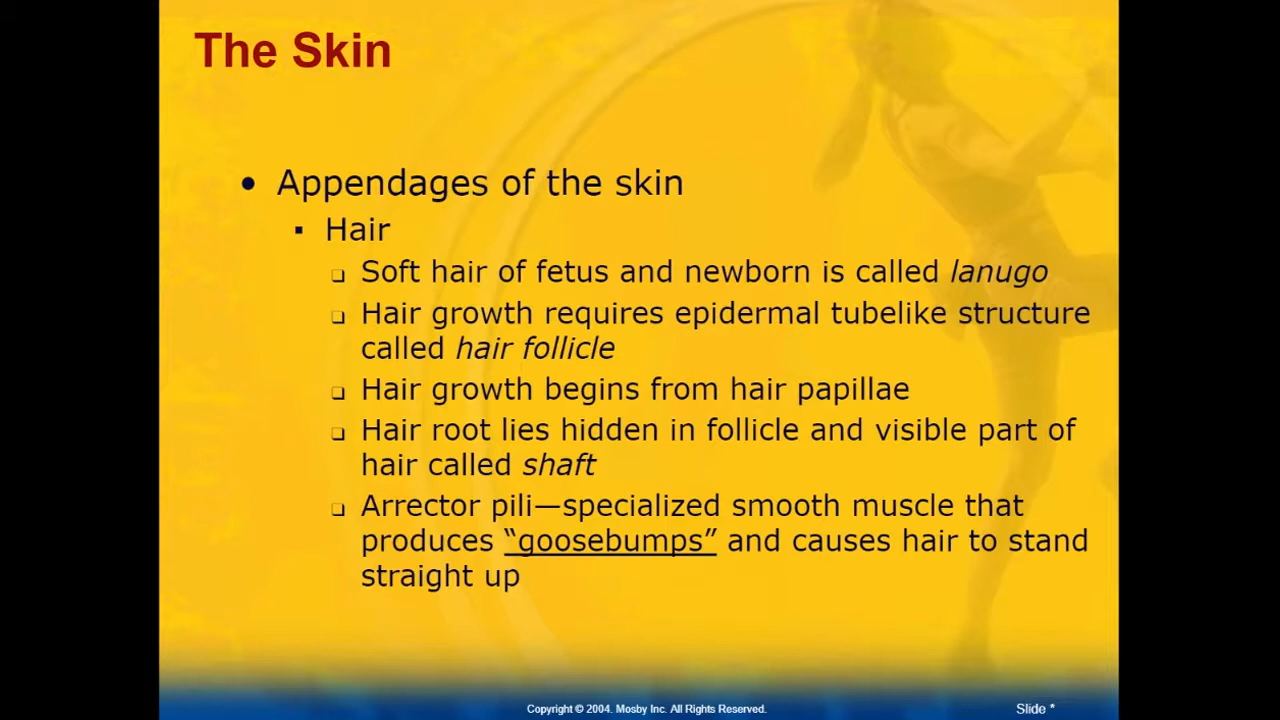 The Skin
• Appendages of the skin
▪ Hair
❑ Soft hair of fetus and newborn is called lanugo
❑ Hair growth requires epidermal tubelike structure
called hair follicle
❑ Hair growth begins from hair papillae
❑ Hair root lies hidden in follicle and visible part of
hair called shaft
❑ Arrector pili—specialized smooth muscle that
produces “goosebumps” and causes hair to stand
straight up
Copyright © 2004. Mosby Inc. All Rights Reserved.
Slide *